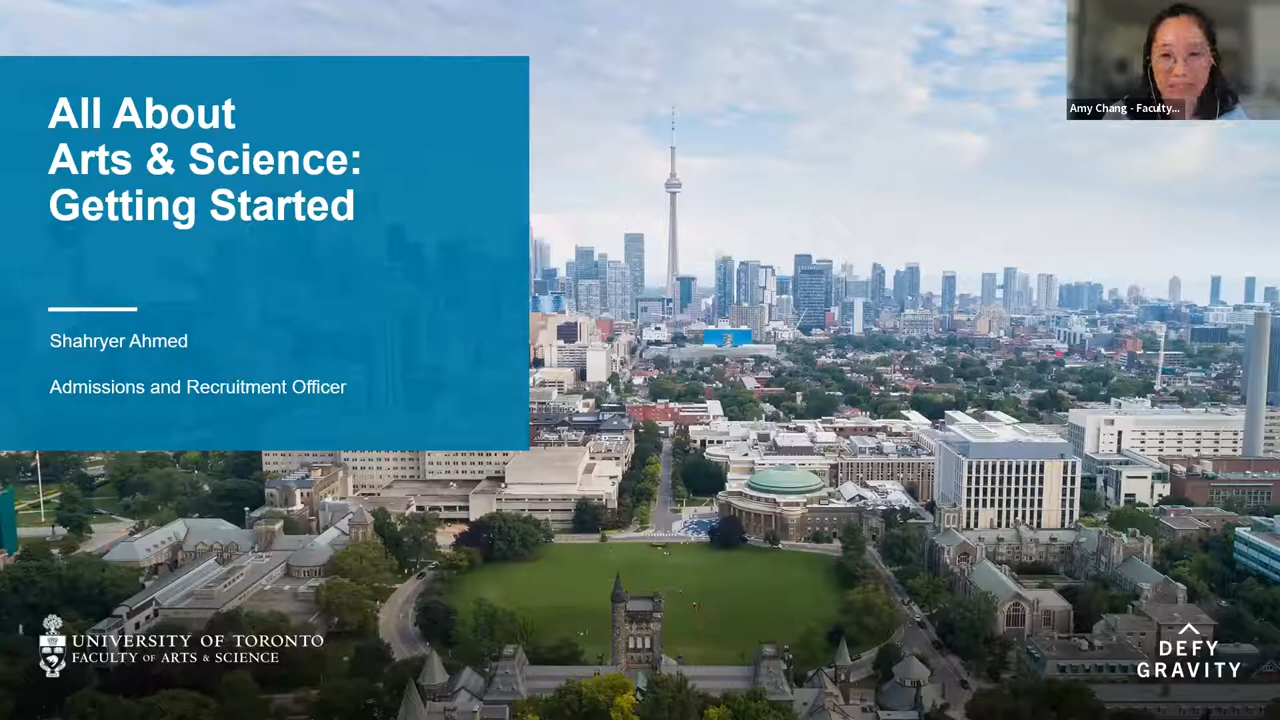 All About
Arts & Science:
Getting Started
Shahryer Ahmed
Admissions and Recruitment Officer
Amy Chang - Faculty...
UNIVERSITY OF TORONTO
FACULTY OF ARTS & SCIENCE
DEFY
GRAVITY